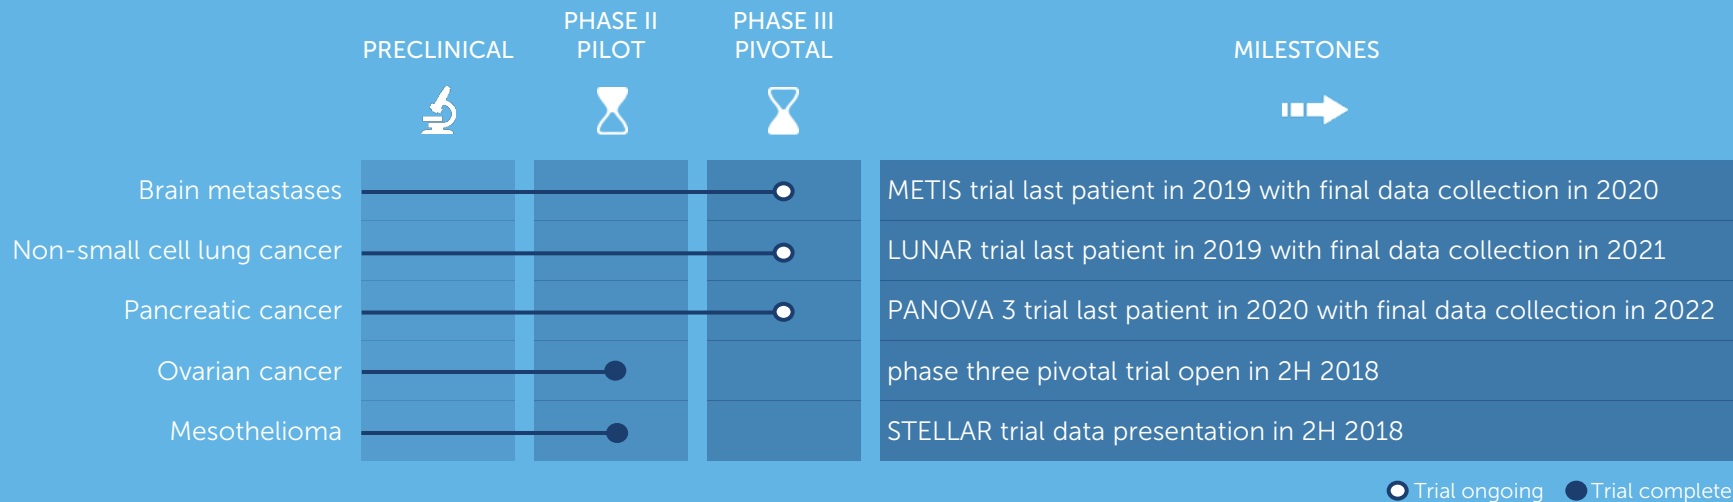 PRECLINICAL
PHASE II
PILOT
PHASE III
PIVOTAL
MILESTONES
Brain metastases
METIS trial last patient in 2019 with final data collection in 2020
Non-small cell lung cancer
LUNAR trial last patient in 2019 with final data collection in 2021
Pancreatic cancer
PANOVA 3 trial last patient in 2020 with final data collection in 2022
Ovarian cancer
phase three pivotal trial open in 2H 2018
Mesothelioma
STELLAR trial data presentation in 2H 2018
Trial ongoing
Trial complete